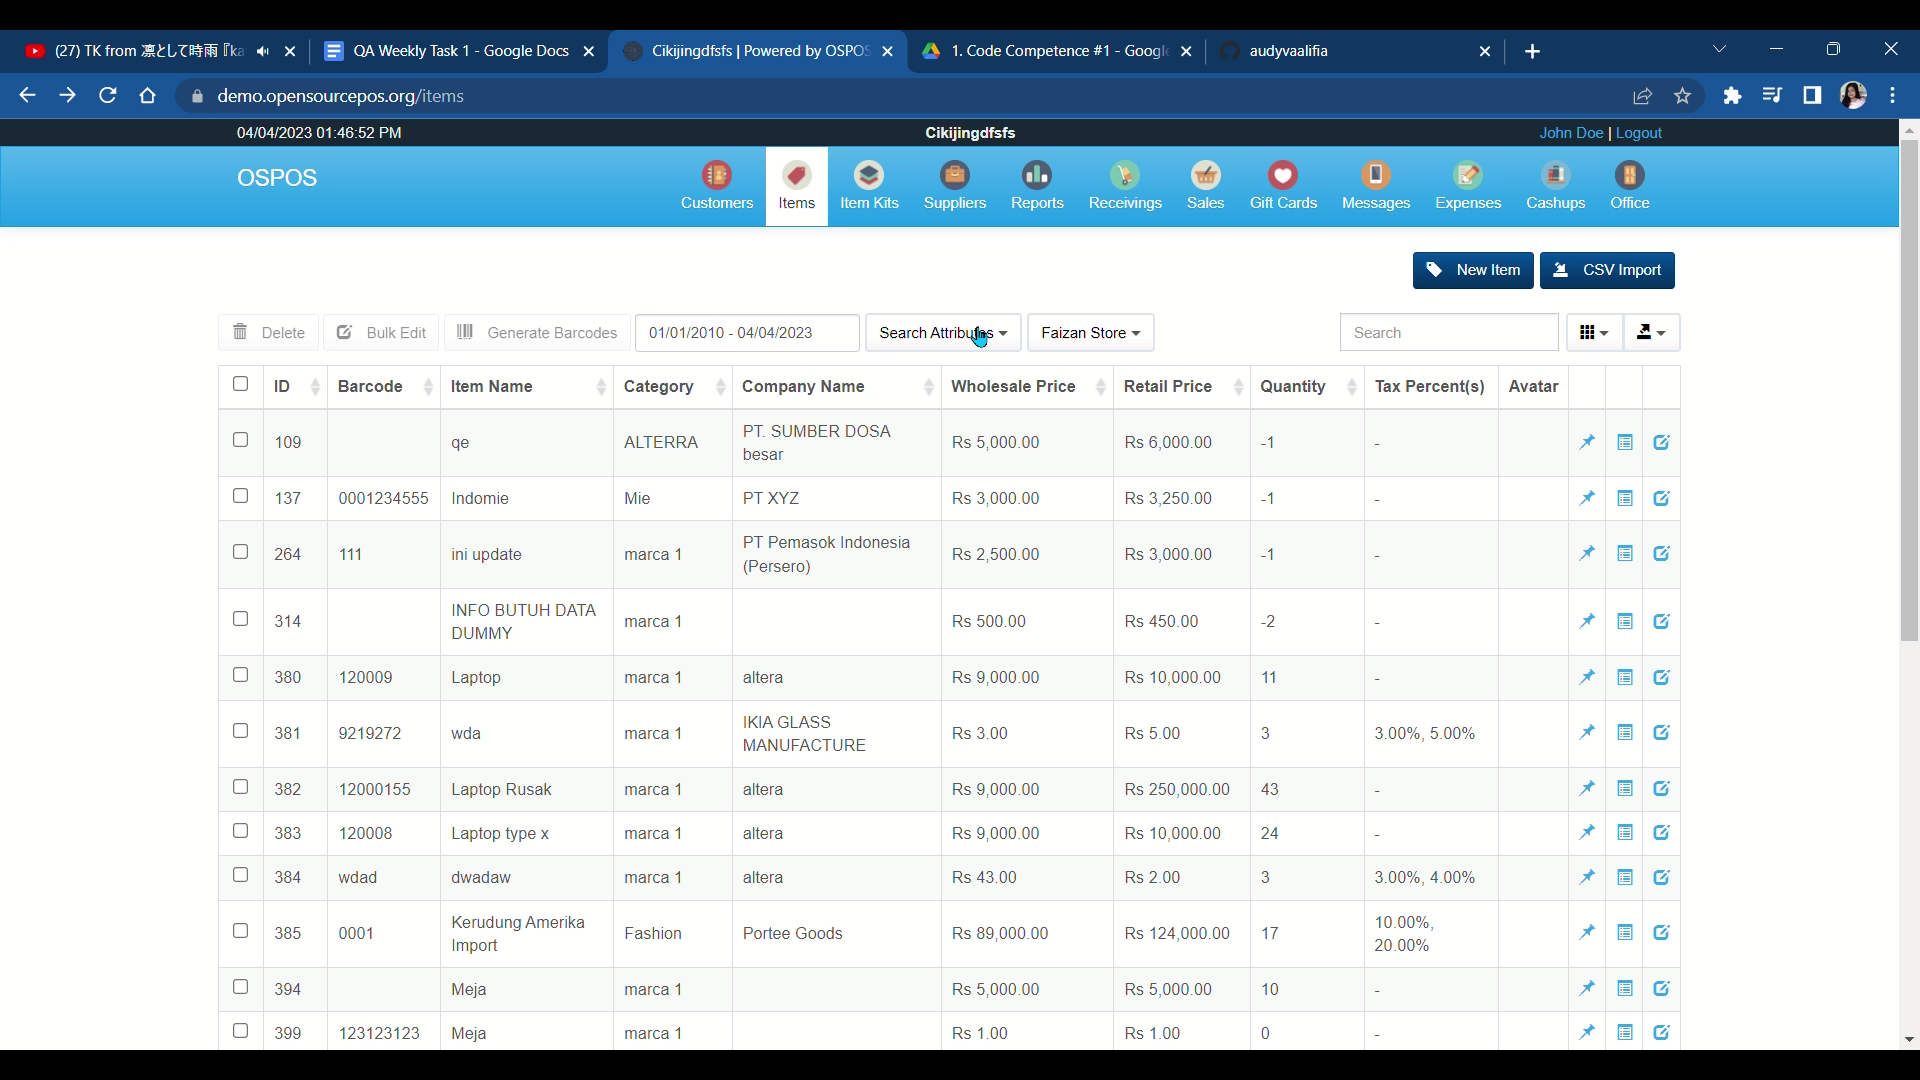 (27) TK from 凛として時雨『ka
QA Weekly Task 1 - Google Docs
Cikijingdfsfs | Powered by OSPOS
1. Code Competence #1 - Google
audyvaalifia
demo.opensourcepos.org/items
04/04/2023 01:46:52 PM
Cikijingdfsfs
John Doe | Logout
OSPOS
Customers Items Item Kits Suppliers Reports Receivings Sales Gift Cards Messages Expenses Cashups Office
New Item CSV Import
Delete Bulk Edit Generate Barcodes 01/01/2010 - 04/04/2023 Search Attributes Faizan Store Search
ID Barcode Item Name Category Company Name Wholesale Price Retail Price Quantity Tax Percent(s) Avatar
109 qe ALTERRA PT. SUMBER DOSA
besar
Rs 5,000.00 Rs 6,000.00 -1 -
137 0001234555 Indomie Mie PT XYZ Rs 3,000.00 Rs 3,250.00 -1 -
264 111 ini update marca 1 PT Pemasok Indonesia
(Persero)
Rs 2,500.00 Rs 3,000.00 -1 -
314 INFO BUTUH DATA
DUMMY
marca 1 Rs 500.00 Rs 450.00 -2 -
380 120009 Laptop marca 1 altera Rs 9,000.00 Rs 10,000.00 11 -
381 9219272 wda marca 1 IKIA GLASS
MANUFACTURE
Rs 3.00 Rs 5.00 3 3.00%, 5.00%
382 12000155 Laptop Rusak marca 1 altera Rs 9,000.00 Rs 250,000.00 43 -
383 120008 Laptop type x marca 1 altera Rs 9,000.00 Rs 10,000.00 24 -
384 wdad dwadaw marca 1 altera Rs 43.00 Rs 2.00 3 3.00%, 4.00%
385 0001 Kerudung Amerika
Import
Fashion Portee Goods Rs 89,000.00 Rs 124,000.00 17 10.00%,
20.00%
394 Meja marca 1 Rs 5,000.00 Rs 5,000.00 10 -
399 123123123 Meja marca 1 Rs 1.00 Rs 1.00 0 -